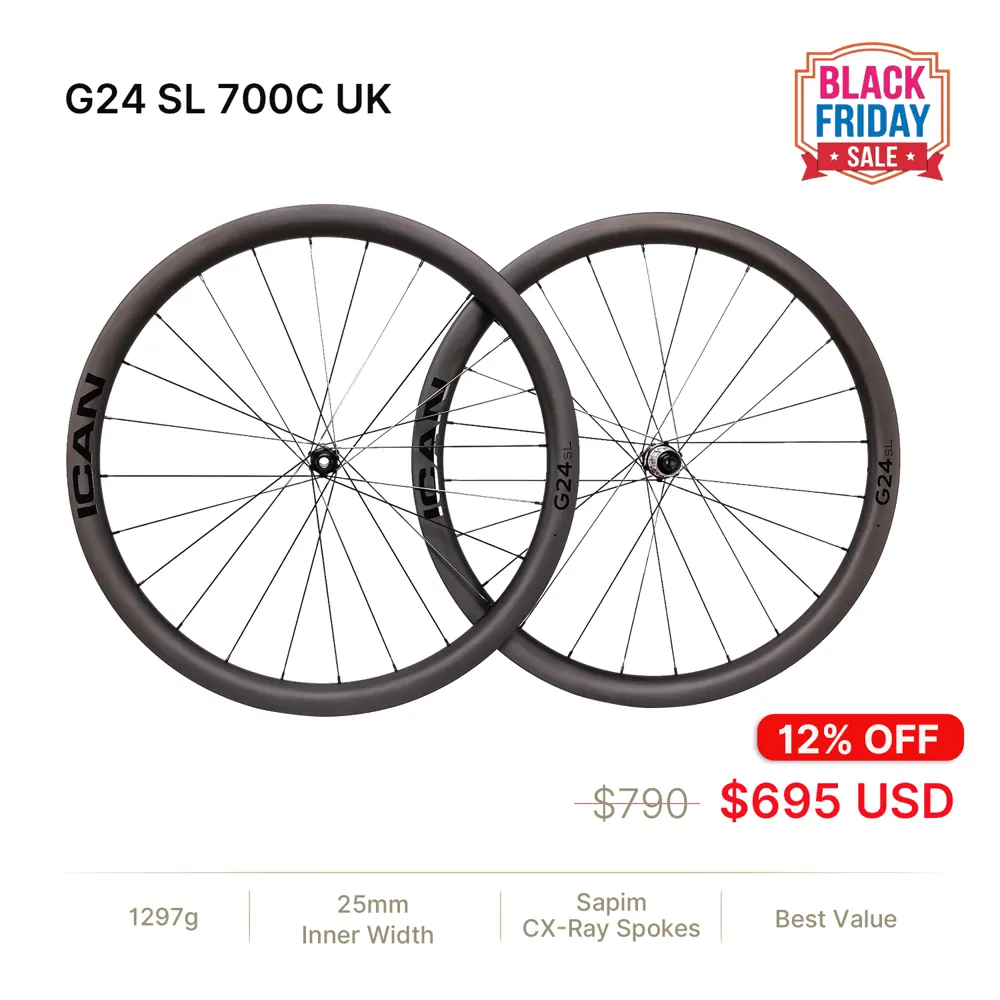 G24 SL 700C UK
BLACK
FRIDAY
SALE
ICAN
G24 SL
ICAN
G24 SL
12% OFF
$790 $695 USD
1297g
25mm
Inner Width
Sapim
CX-Ray Spokes
Best Value